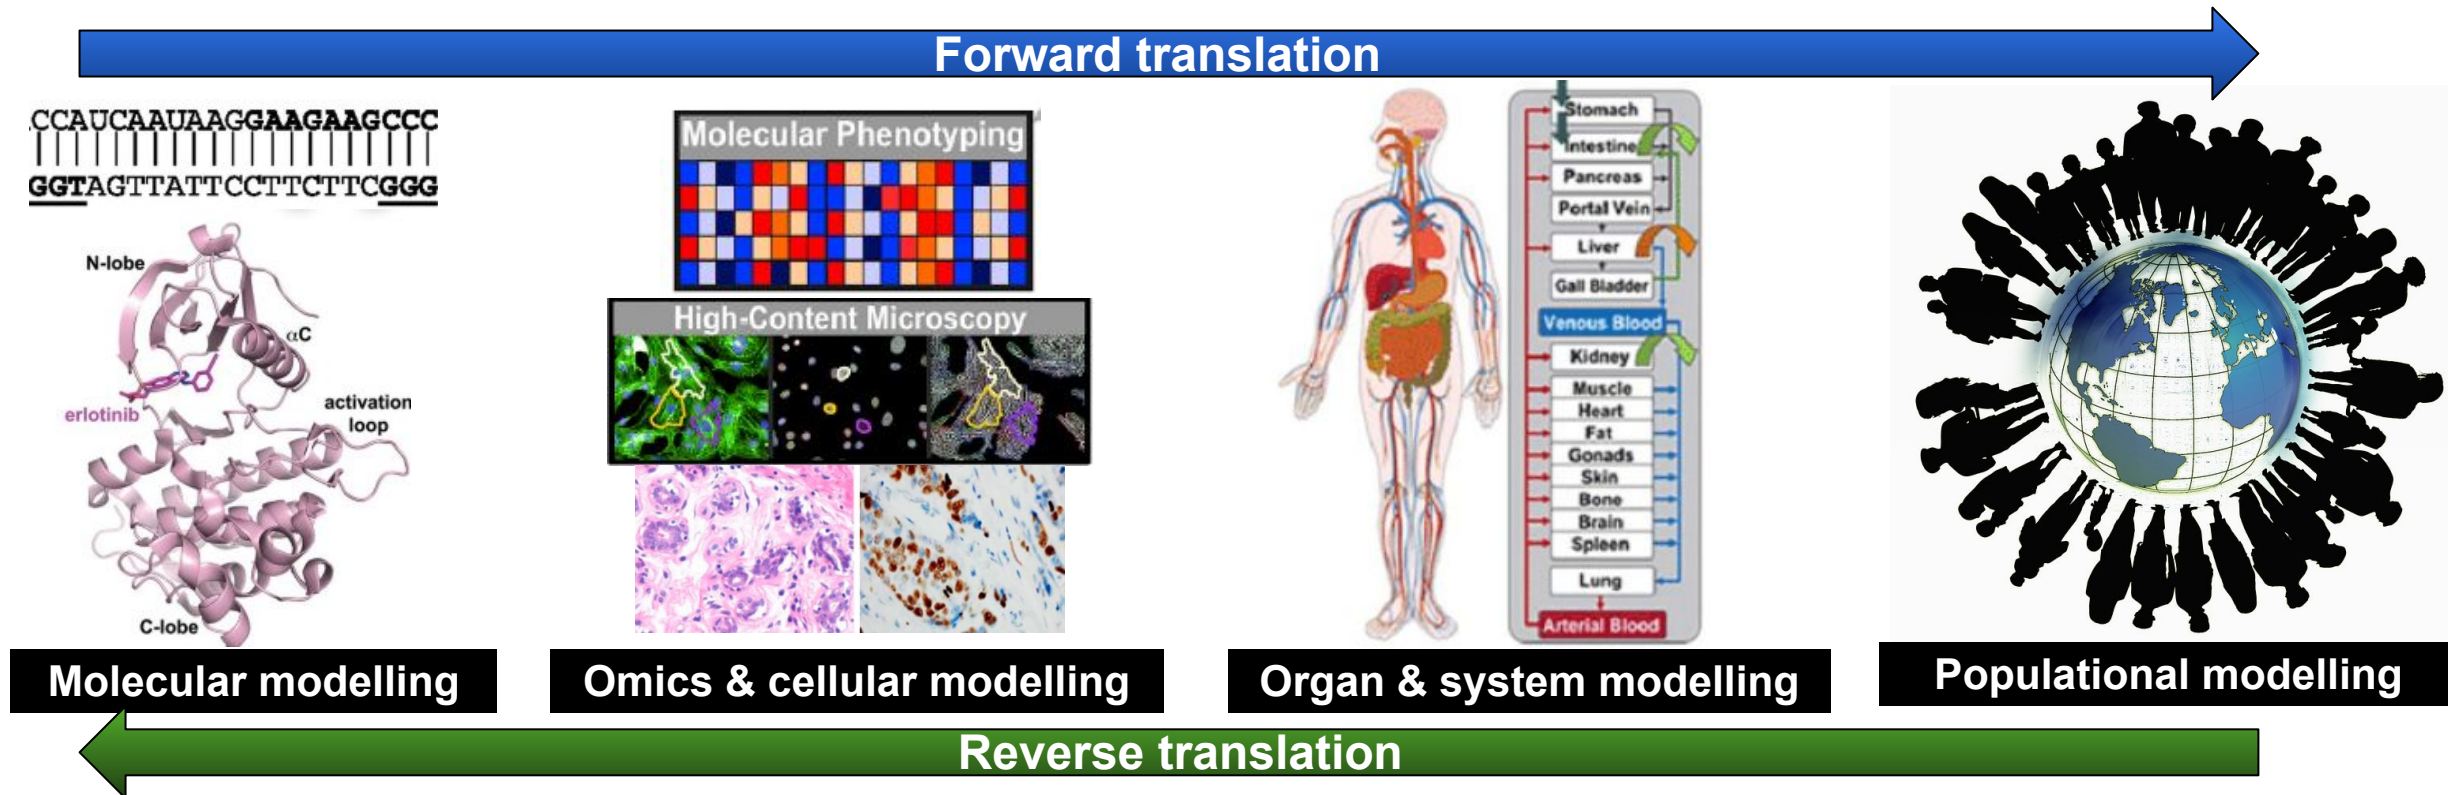 Forward translation
CCAUCAAUAAGGAAGAAGCCC
GGTAGTTATTCCTTCTTCGGG
N-lobe
αC
erlotinib
activation
loop
C-lobe
Molecular modelling
Molecular Phenotyping
High-Content Microscopy
Omics & cellular modelling
Stomach
Intestine
Pancreas
Portal Vein
Liver
Gall Bladder
Venous Blood
Kidney
Muscle
Heart
Fat
Gonads
Skin
Bone
Brain
Spleen
Lung
Arterial Blood
Organ & system modelling
Populational modelling
Reverse translation